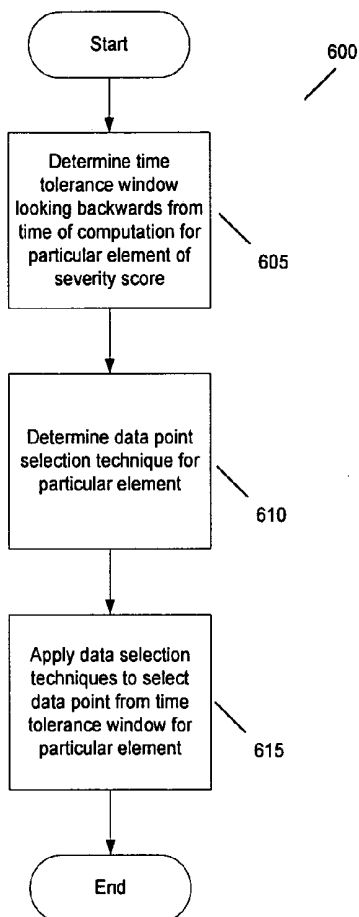 Start
600
Determine time
tolerance window
looking backwards from
time of computation for
particular element of
severity score
605
Determine data point
selection technique for
particular element
610
Apply data selection
techniques to select
data point from time
tolerance window for
particular element
615
End